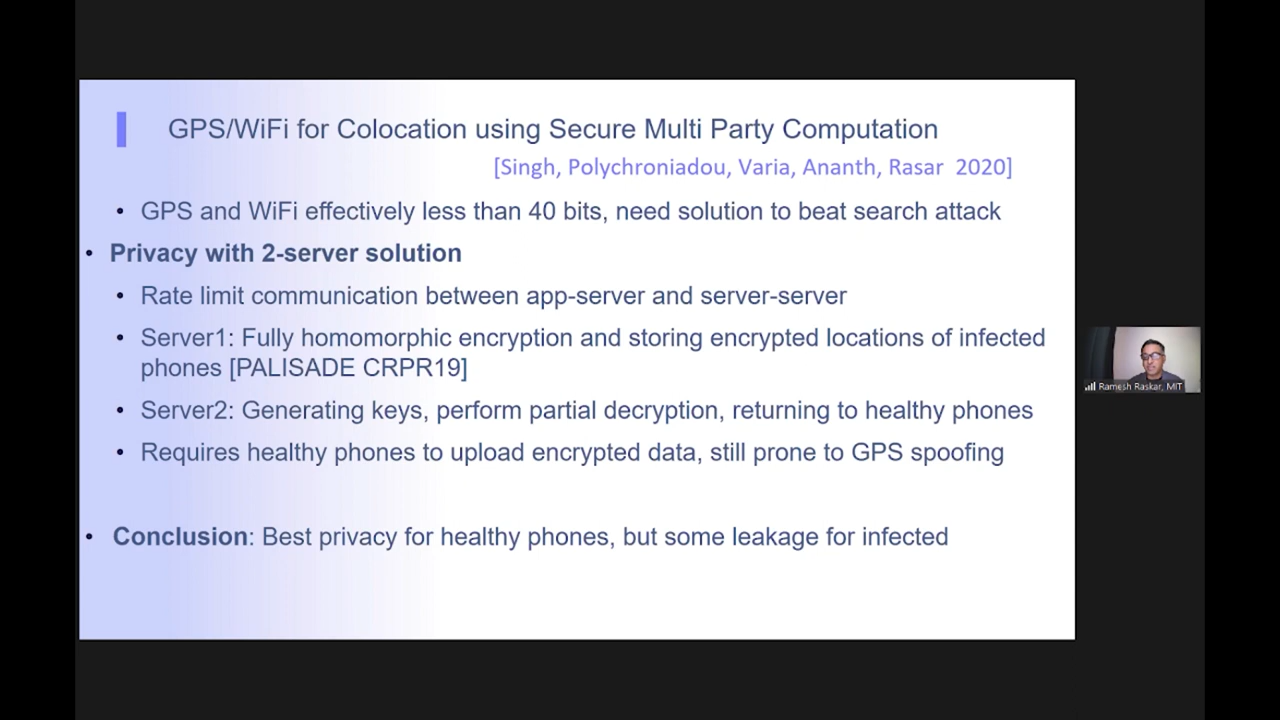 GPS/WiFi for Colocation using Secure Multi Party Computation
[Singh, Polychroniadou, Varia, Ananth, Rasar 2020]
• GPS and WiFi effectively less than 40 bits, need solution to beat search attack
• Privacy with 2-server solution
• Rate limit communication between app-server and server-server
• Server1: Fully homomorphic encryption and storing encrypted locations of infected
phones [PALISADE CRPR19]
• Server2: Generating keys, perform partial decryption, returning to healthy phones
• Requires healthy phones to upload encrypted data, still prone to GPS spoofing
• Conclusion: Best privacy for healthy phones, but some leakage for infected
Ramesh Raskar, MIT